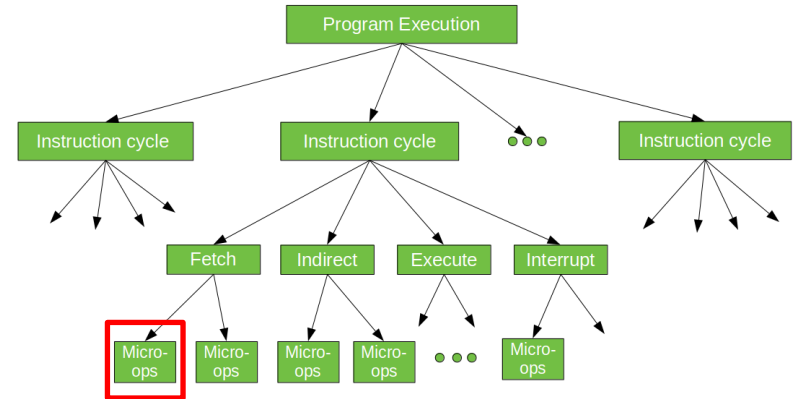 Program Execution
Instruction cycle
Instruction cycle
Instruction cycle
Fetch
Indirect
Execute
Interrupt
Micro-
ops
Micro-
ops
Micro-
ops
Micro-
ops
Micro-
ops